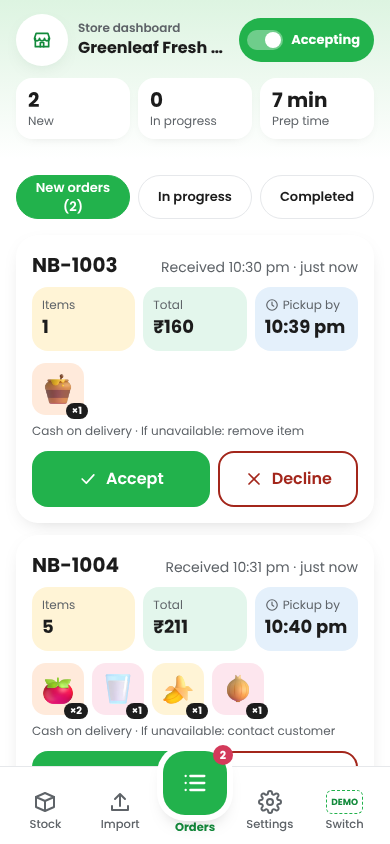 Store dashboard
Greenleaf Fresh ...
Accepting
2
New
0
In progress
7 min
Prep time
New orders
(2)
In progress
Completed
NB-1003
Received 10:30 pm · just now
Items
1
Total
₹160
Pickup by
10:39 pm
×1
Cash on delivery · If unavailable: remove item
Accept
Decline
NB-1004
Received 10:31 pm · just now
Items
5
Total
₹211
Pickup by
10:40 pm
×2
×1
×1
×1
Cash on delivery · If unavailable: contact customer
2
Stock
Import
Orders
Settings
DEMO
Switch